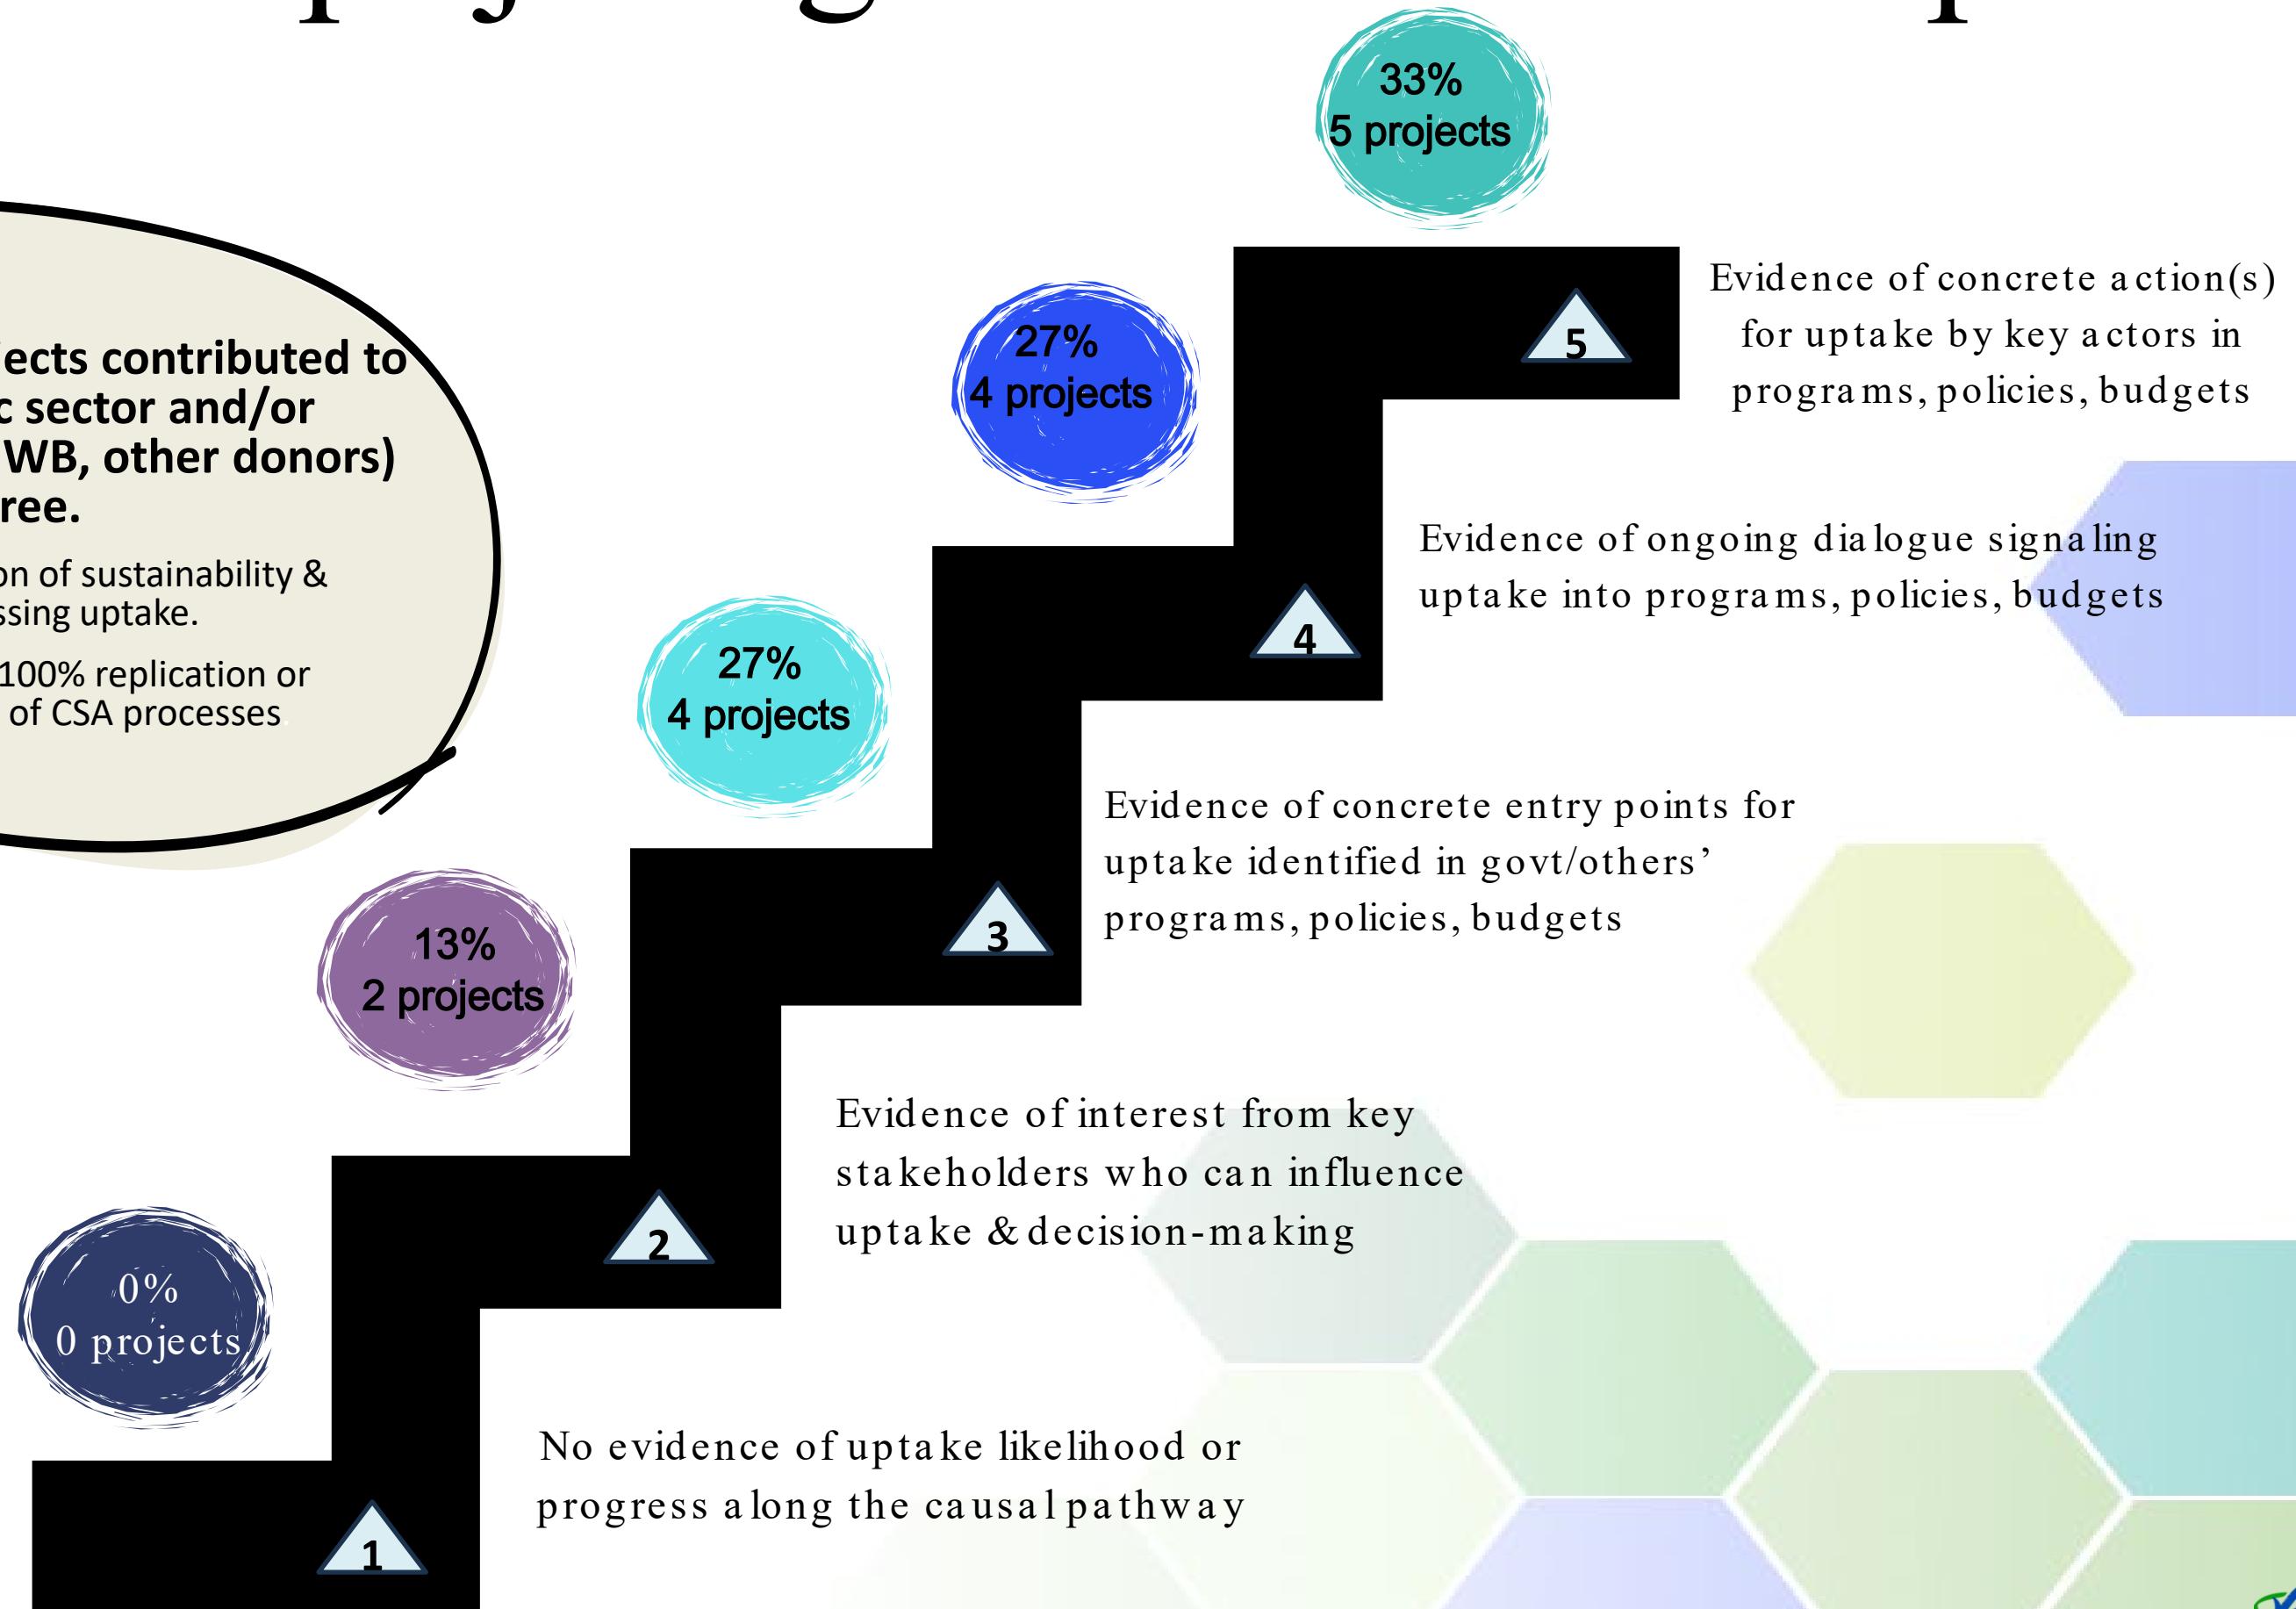 33%
5 projects
Evidence of concrete action(s)
for uptake by key actors in
programs, policies, budgets
5
27%
4 projects
contributed to
sector and/or
WB, other donors)
of sustainability &
uptake.
100% replication or
of CSA processes.
Evidence of ongoing dialogue signaling
uptake into programs, policies, budgets
4
27%
4 projects
Evidence of concrete entry points for
uptake identified in govt/others’
programs, policies, budgets
3
13%
2 projects
Evidence of interest from key
stakeholders who can influence
uptake & decision-making
2
0%
0 projects
No evidence of uptake likelihood or
progress along the causal pathway
1